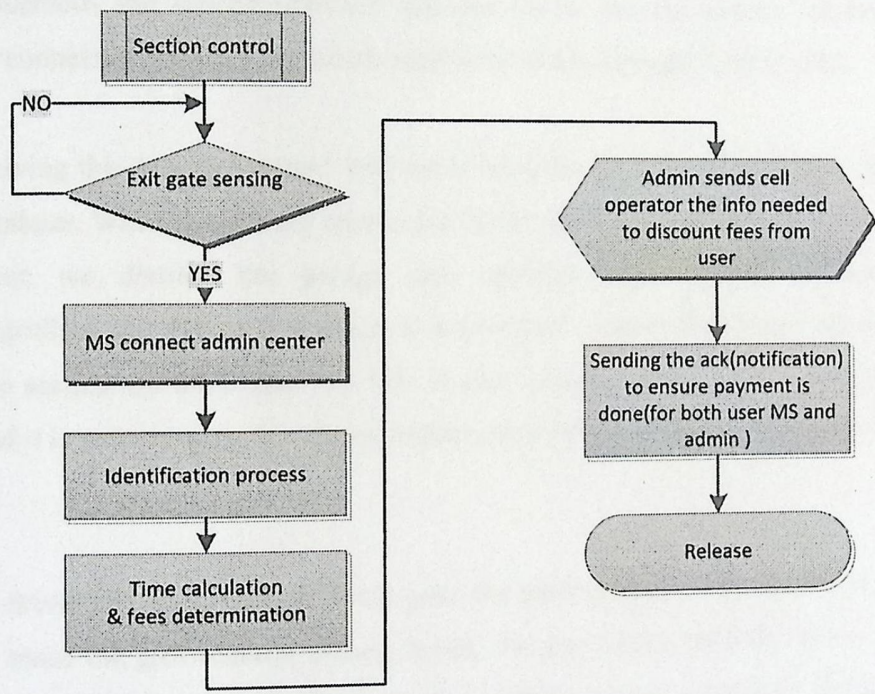 Section control
NO
Exit gate sensing
YES
MS connect admin center
Identification process
Time calculation
& fees determination
Admin sends cell
operator the info needed
to discount fees from
user
Sending the ack(notification)
to ensure payment is
done(for both user MS and
admin )
Release